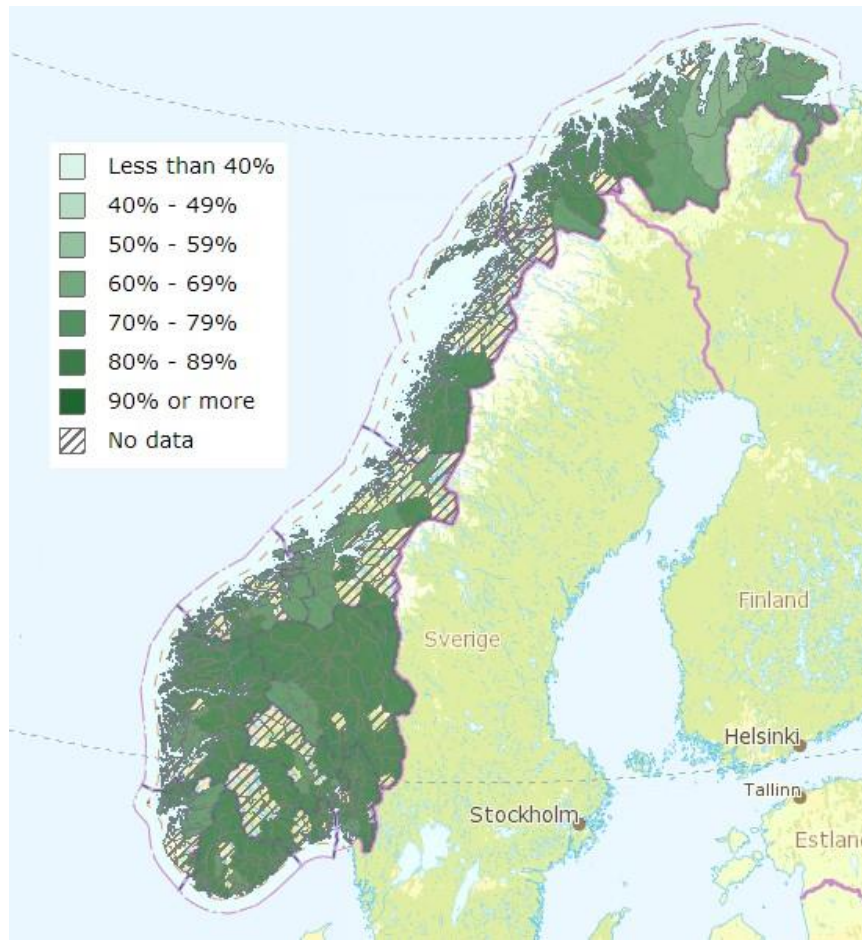 Less than 40%
40% - 49%
50% - 59%
60% - 69%
70% - 79%
80% - 89%
90% or more
No data
Finland
Sverige
Helsinki
Tallinn
Stockholm
Estlan